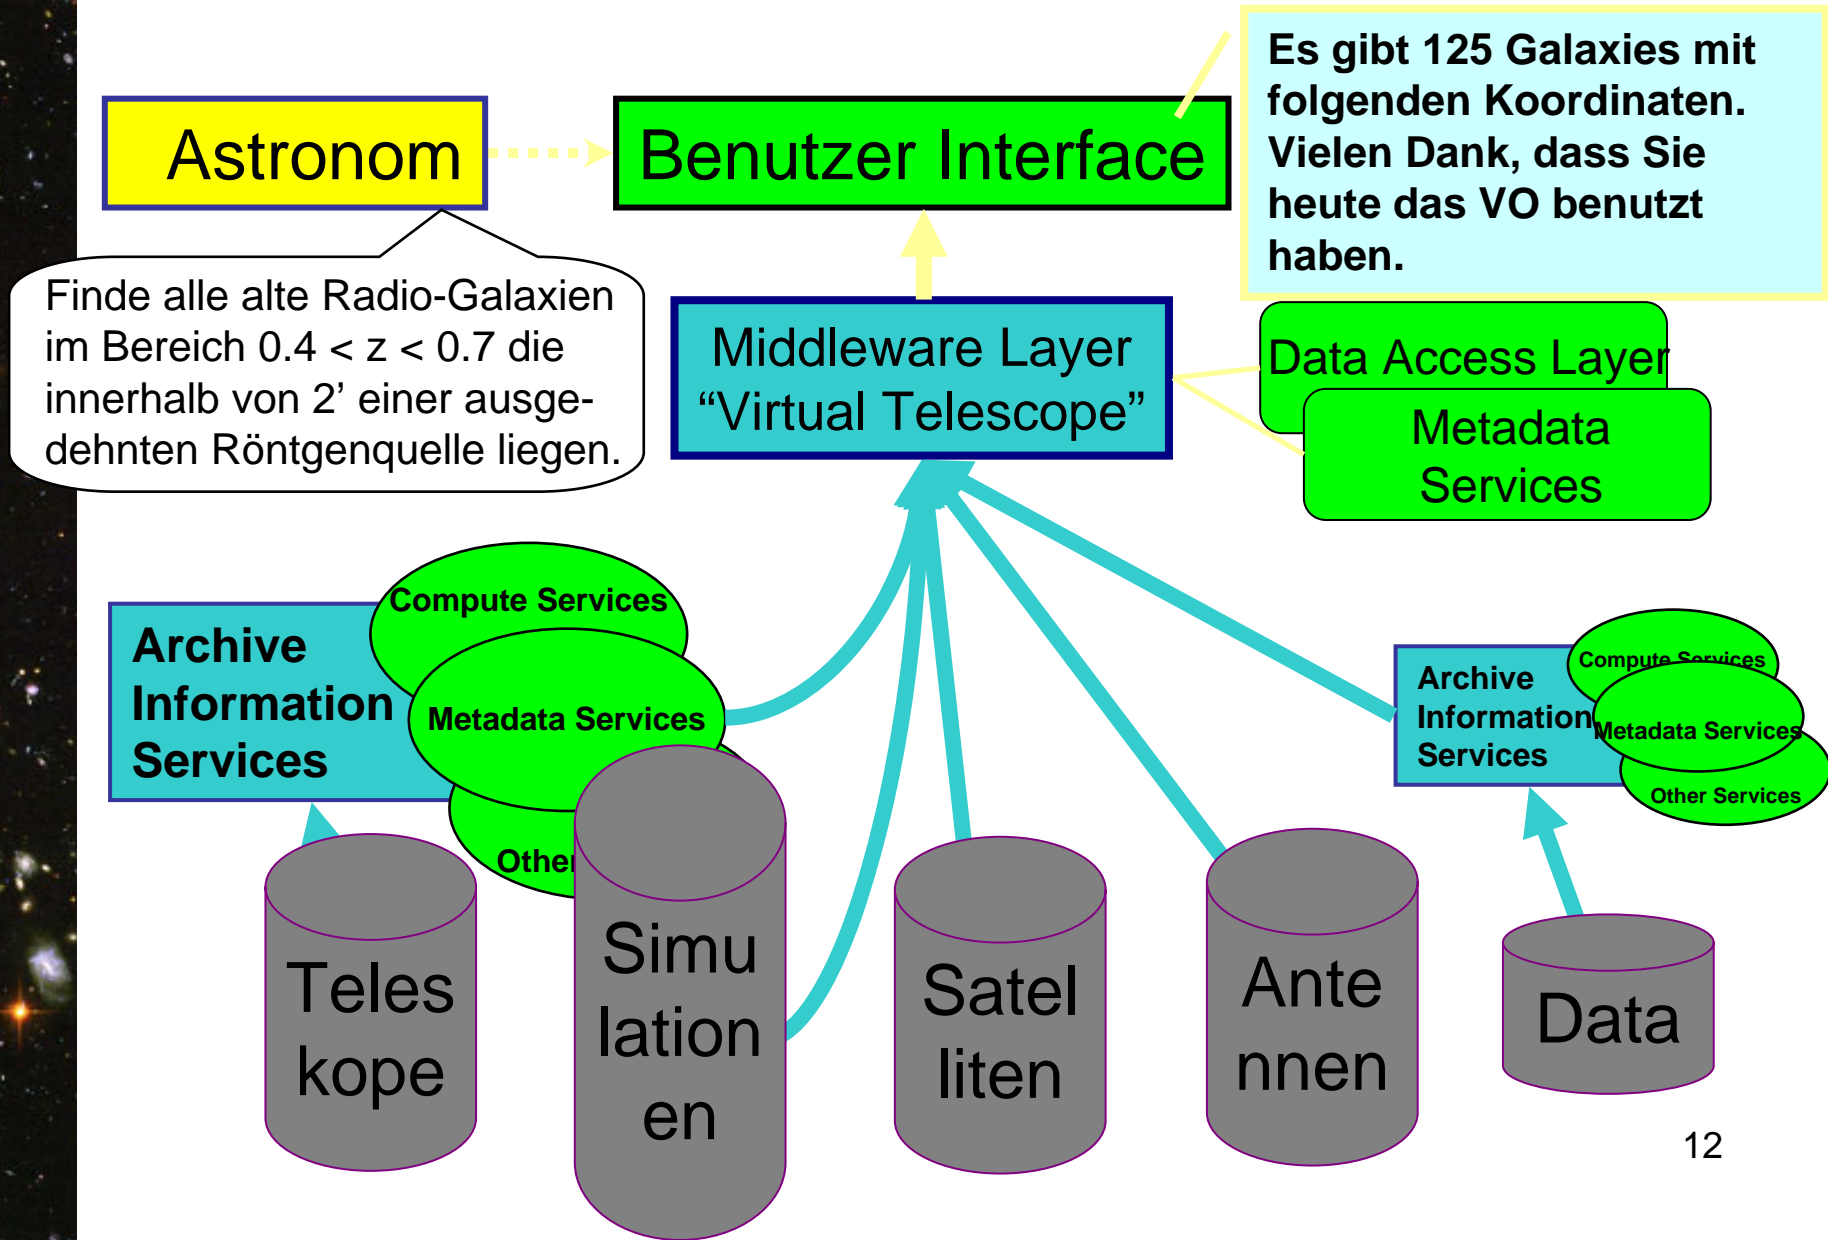 Es gibt 125 Galaxies mit
folgenden Koordinaten.
Vielen Dank, dass Sie
heute das VO benutzt
haben.
Astronom
Benutzer Interface
Finde alle alte Radio-Galaxien
im Bereich 0.4 < z < 0.7 die
innerhalb von 2’ einer ausge-
dehnten Röntgenquelle liegen.
Middleware Layer
“Virtual Telescope”
Data Access Layer
Metadata
Services
Archive
Information
Services
Compute Services
Metadata Services
Other
Archive
Information
Services
Compute Services
Metadata Services
Other Services
Teles
kope
Simu
lation
en
Satel
liten
Ante
nnen
Data
12